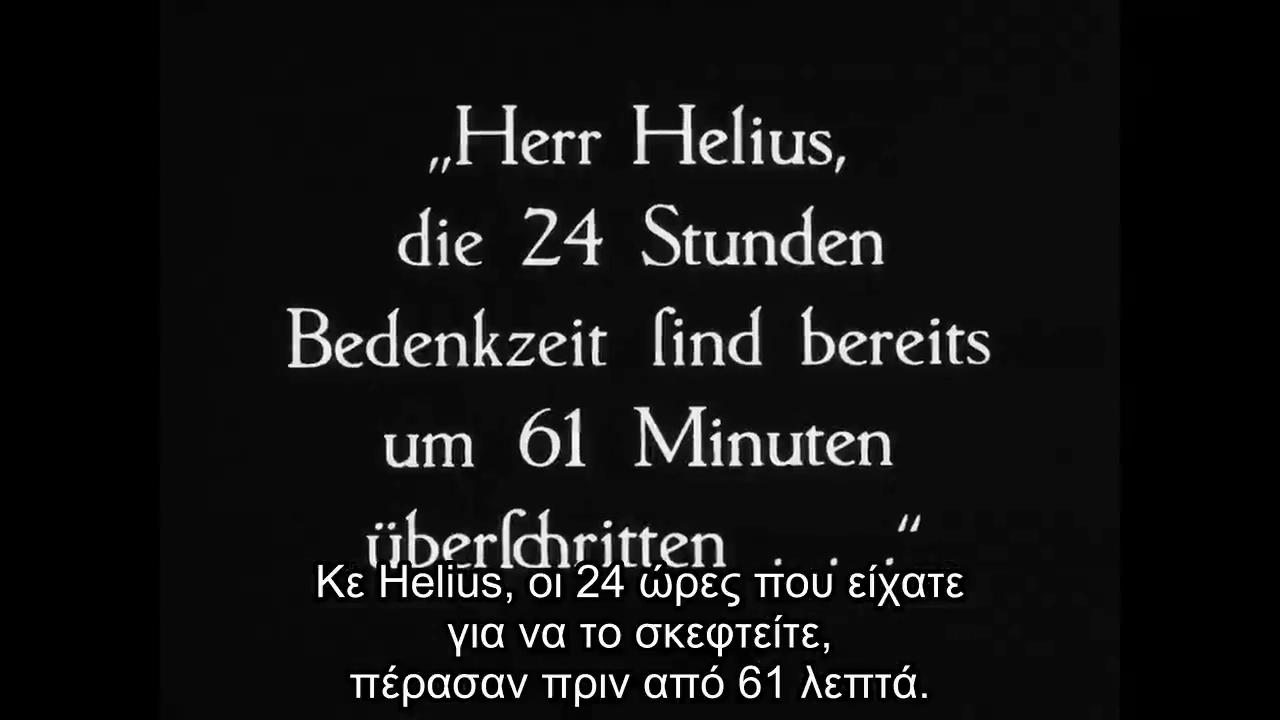 „Herr Helius,
die 24 Stunden
Bedenkzeit ſind bereits
um 61 Minuten
überſchritten . . .“
Κε Helius, οι 24 ώρες που είχατε
για να το σκεφτείτε,
πέρασαν πριν από 61 λεπτά.